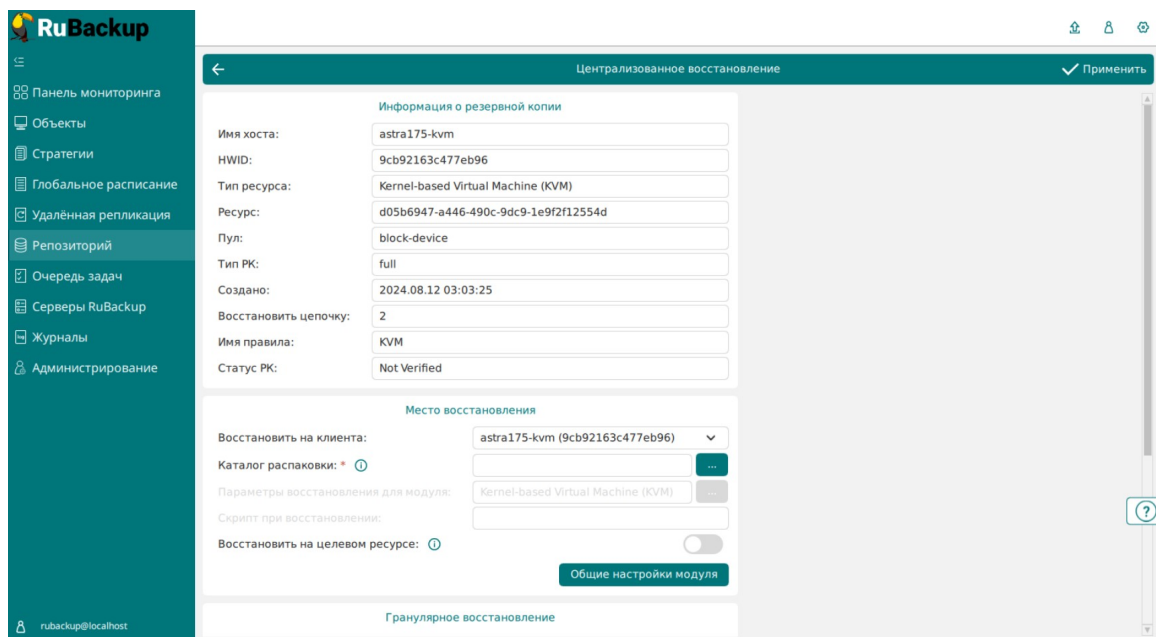 RuBackup
Панель мониторинга
Объекты
Стратегии
Глобальное расписание
Удалённая репликация
Репозиторий
Очередь задач
Серверы RuBackup
Журналы
Администрирование
rubackup@localhost
Централизованное восстановление
Применить
Информация о резервной копии
Имя хоста: astra175-kvm
HWID: 9cb92163c477eb96
Тип ресурса: Kernel-based Virtual Machine (KVM)
Ресурс: d05b6947-a446-490c-9dc9-1e9f2f12554d
Пул: block-device
Тип РК: full
Создано: 2024.08.12 03:03:25
Восстановить цепочку: 2
Имя правила: KVM
Статус РК: Not Verified
Место восстановления
Восстановить на клиента: astra175-kvm (9cb92163c477eb96)
Каталог распаковки: * ...
Параметры восстановления для модуля: Kernel-based Virtual Machine (KVM) ...
Скрипт при восстановлении:
Восстановить на целевом ресурсе:
Общие настройки модуля
Гранулярное восстановление
?